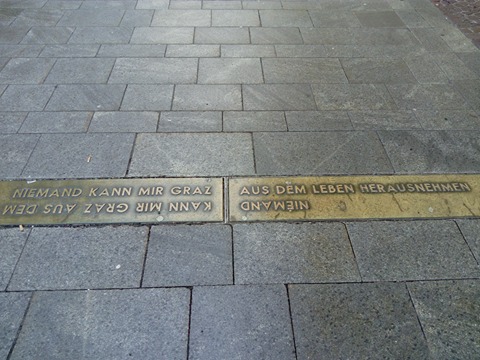 NIEMAND KANN MIR GRAZ AUS DEM LEBEN HERAUSNEHMEN
NIEMAND KANN MIR GRAZ AUS DEM